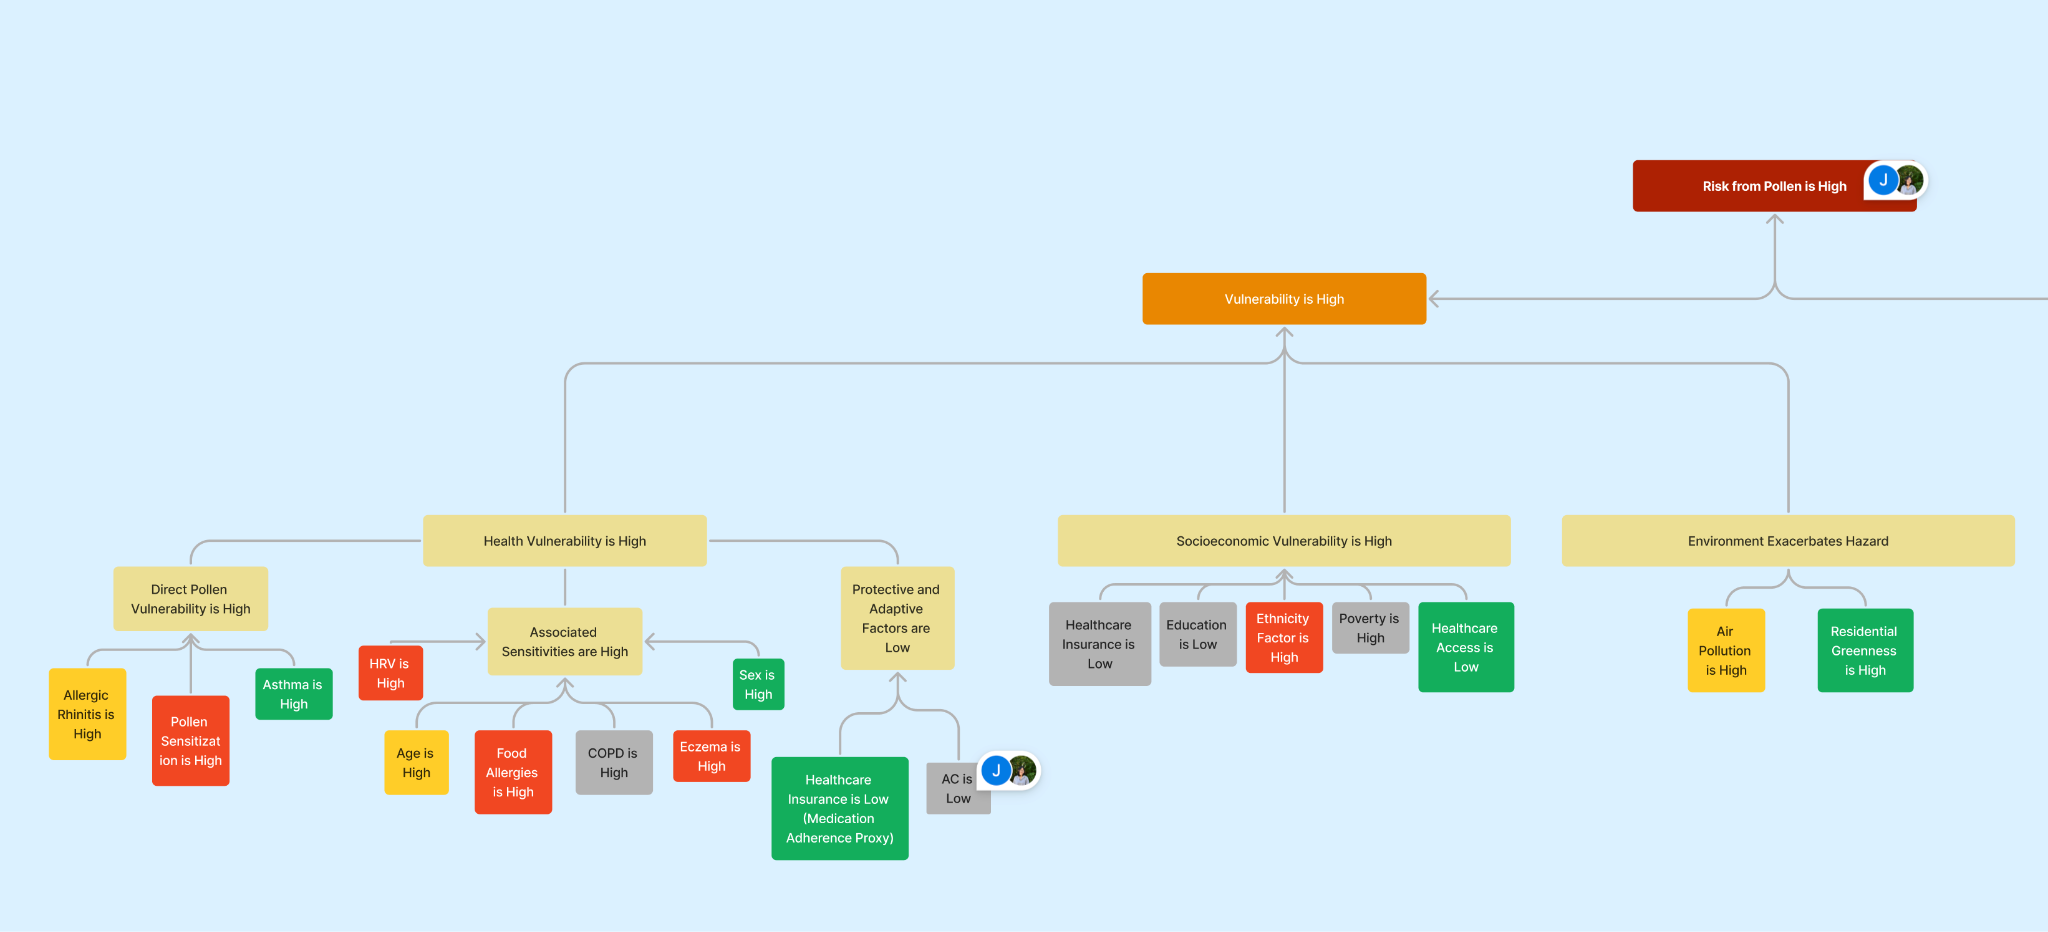 Risk from Pollen is High
J
Vulnerability is High
Health Vulnerability is High
Socioeconomic Vulnerability is High
Environment Exacerbates Hazard
Direct Pollen
Vulnerability is High
Associated
Sensitivities are High
Protective and
Adaptive
Factors are
Low
Allergic
Rhinitis is
High
Pollen
Sensitizat
ion is High
Asthma is
High
HRV is
High
Sex is
High
Age is
High
Food
Allergies
is High
COPD is
High
Eczema is
High
Healthcare
Insurance is Low
(Medication
Adherence Proxy)
AC is
Low
J
Healthcare
Insurance is
Low
Education
is Low
Ethnicity
Factor is
High
Poverty is
High
Healthcare
Access is
Low
Air
Pollution
is High
Residential
Greenness
is High